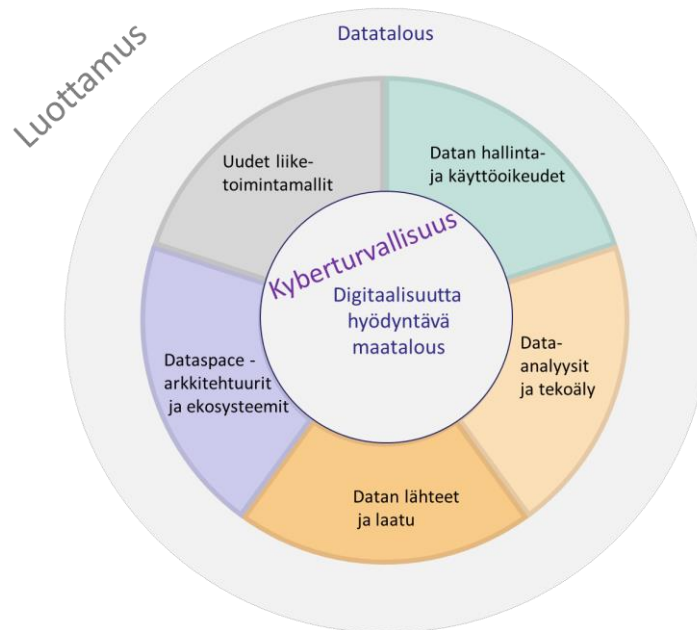 Luottamus
Datatalous
Uudet liike-
toimintamallit
Datan hallinta-
ja käyttöoikeudet
Kyberturvallisuus
Digitaalisuutta
hyödyntävä
maatalous
Data-
analyysit
ja tekoäly
Dataspace -
arkkitehtuurit
ja ekosysteemit
Datan lähteet
ja laatu